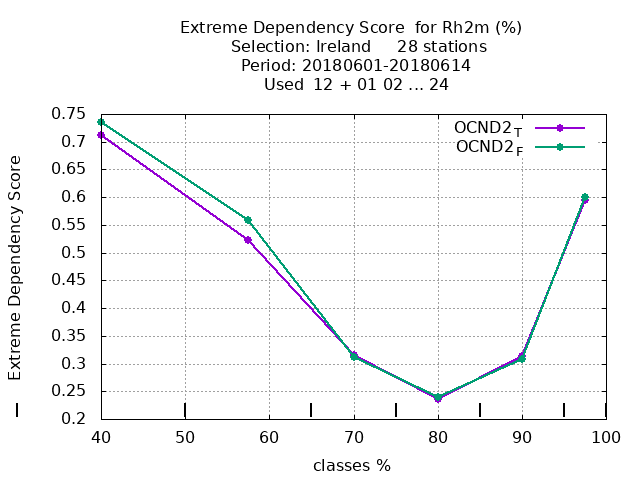 Extreme Dependency Score  for Rh2m (%)
Selection: Ireland     28 stations
Period: 20180601-20180614
Used  12 + 01 02 ... 24
OCND2T
OCND2F
Extreme Dependency Score
0.75
0.7
0.65
0.6
0.55
0.5
0.45
0.4
0.35
0.3
0.25
0.2
40 50 60 70 80 90 100
classes %